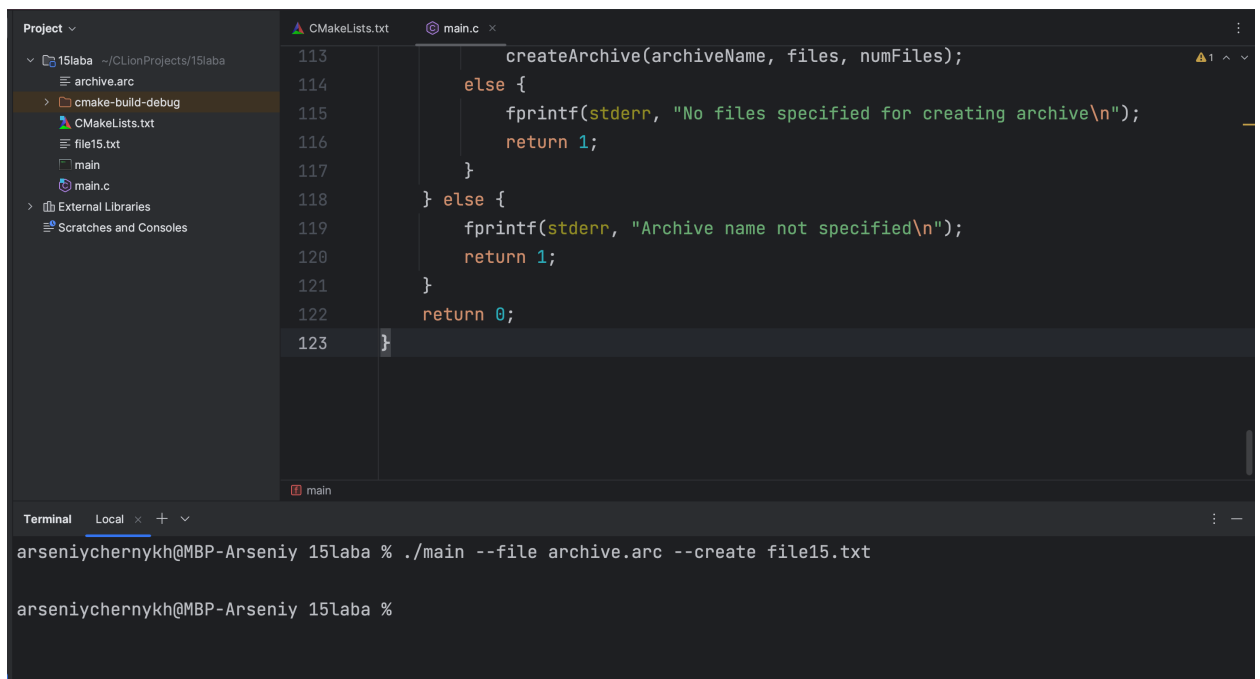 Project
CMakeLists.txt
main.c
15laba ~/CLionProjects/15laba
archive.arc
cmake-build-debug
CMakeLists.txt
file15.txt
main
main.c
External Libraries
Scratches and Consoles
113 createArchive(archiveName, files, numFiles);
1
114 else {
115 fprintf(stderr, "No files specified for creating archive\n");
116 return 1;
117 }
118 } else {
119 fprintf(stderr, "Archive name not specified\n");
120 return 1;
121 }
122 return 0;
123 }
f main
Terminal Local
arseniychernykh@MBP-Arseniy 15laba % ./main --file archive.arc --create file15.txt
arseniychernykh@MBP-Arseniy 15laba %